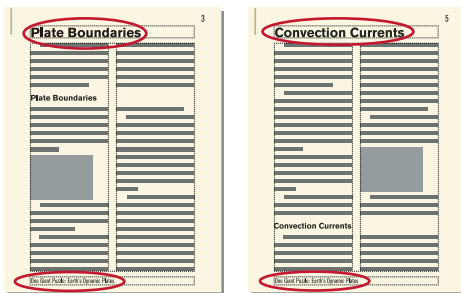 3
Plate Boundaries
Plate Boundaries
One Giant Puzzle: Earth's Dynamic Plates
5
Convection Currents
Convection Currents
One Giant Puzzle: Earth's Dynamic Plates